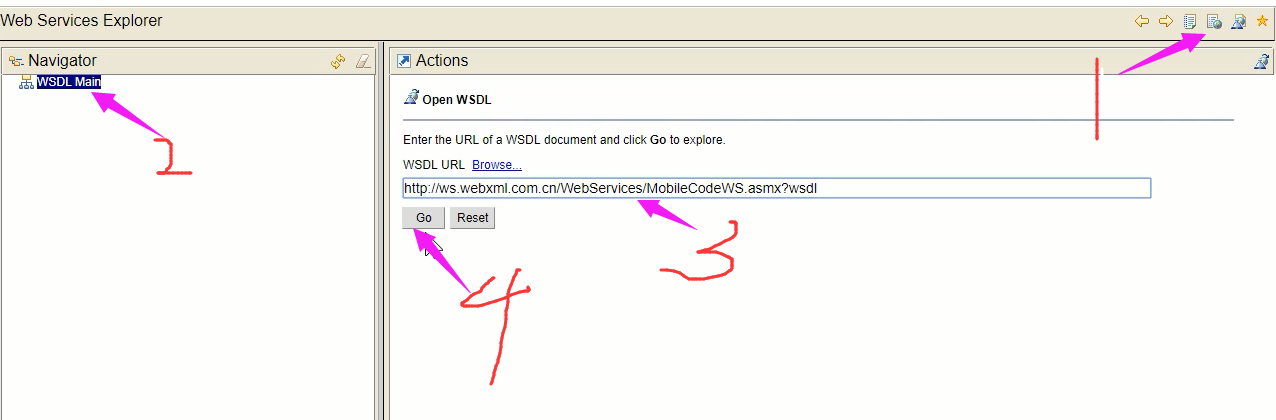 Web Services Explorer
Navigator
WSDL Main
2
Actions
1
Open WSDL
Enter the URL of a WSDL document and click Go to explore.
WSDL URL Browse...
http://ws.webxml.com.cn/WebServices/MobileCodeWS.asmx?wsdl
Go Reset
3
4